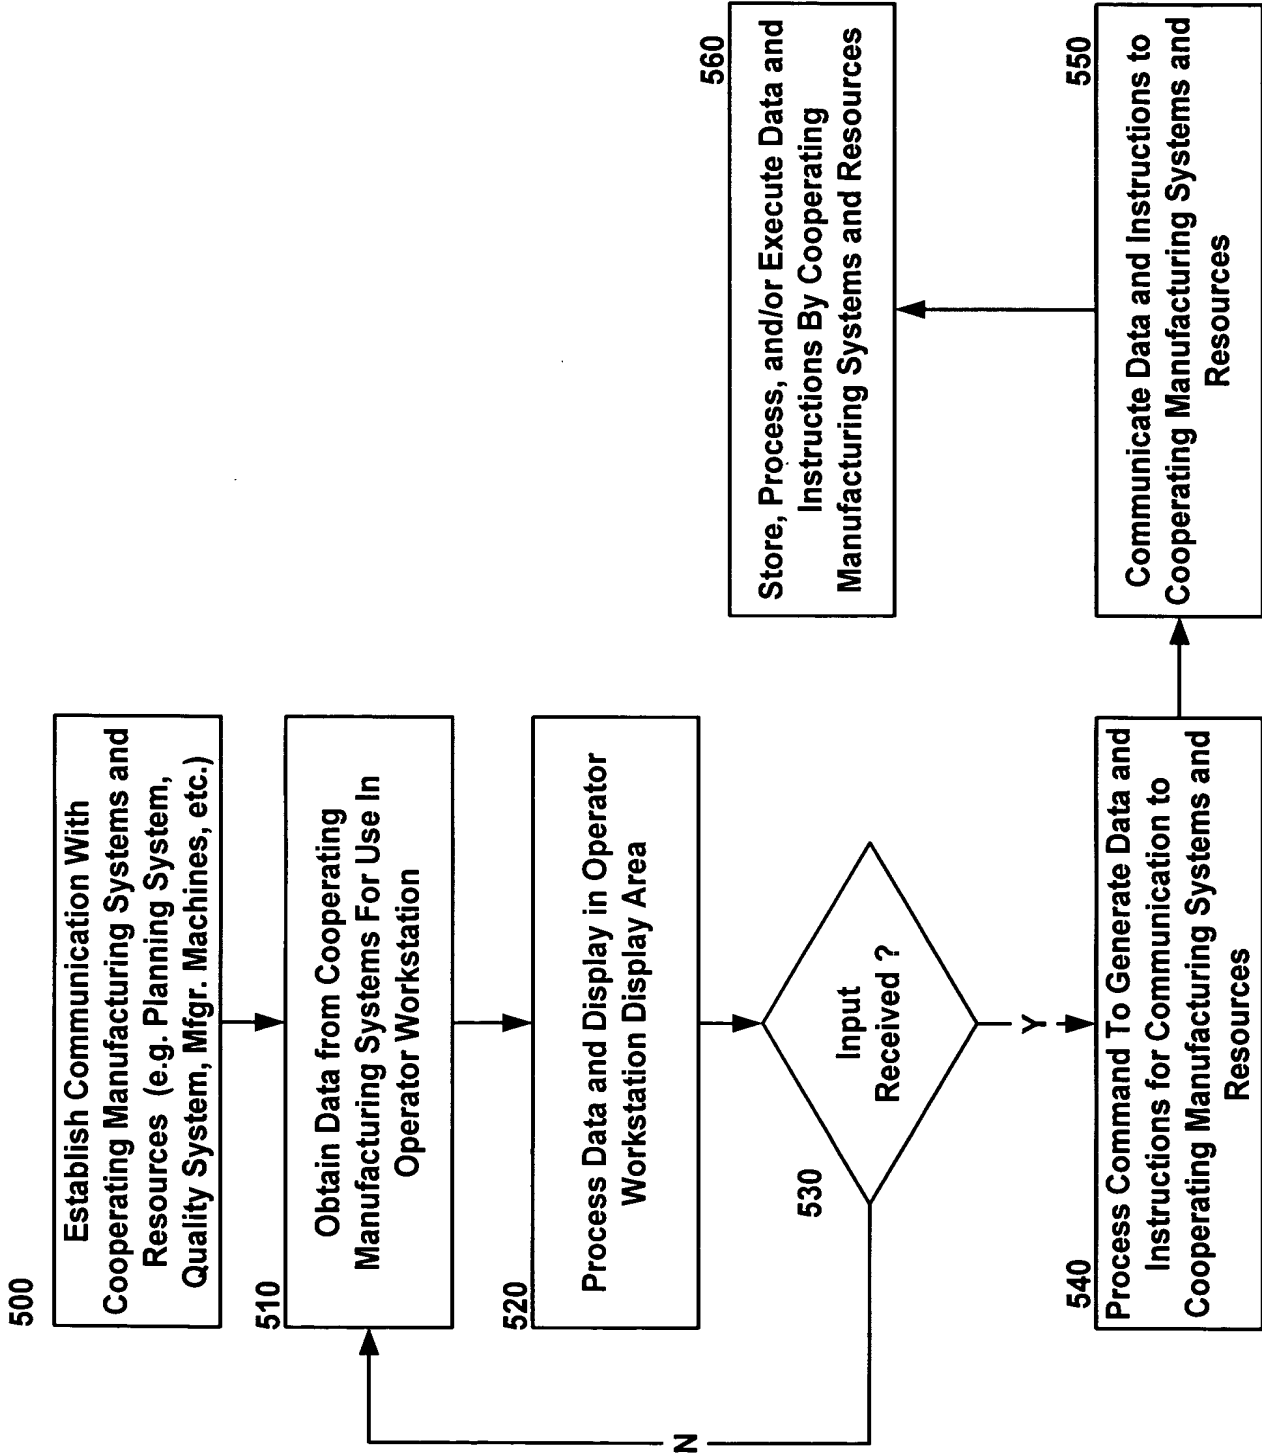 500
Establish Communication With
Cooperating Manufacturing Systems and
Resources (e.g. Planning System,
Quality System, Mfgr. Machines, etc.)
510
Obtain Data from Cooperating
Manufacturing Systems For Use In
Operator Workstation
520
Process Data and Display in Operator
Workstation Display Area
530
Input
Received ?
N
Y
540
Process Command To Generate Data and
Instructions for Communication to
Cooperating Manufacturing Systems and
Resources
550
Communicate Data and Instructions to
Cooperating Manufacturing Systems and
Resources
560
Store, Process, and/or Execute Data and
Instructions By Cooperating
Manufacturing Systems and Resources